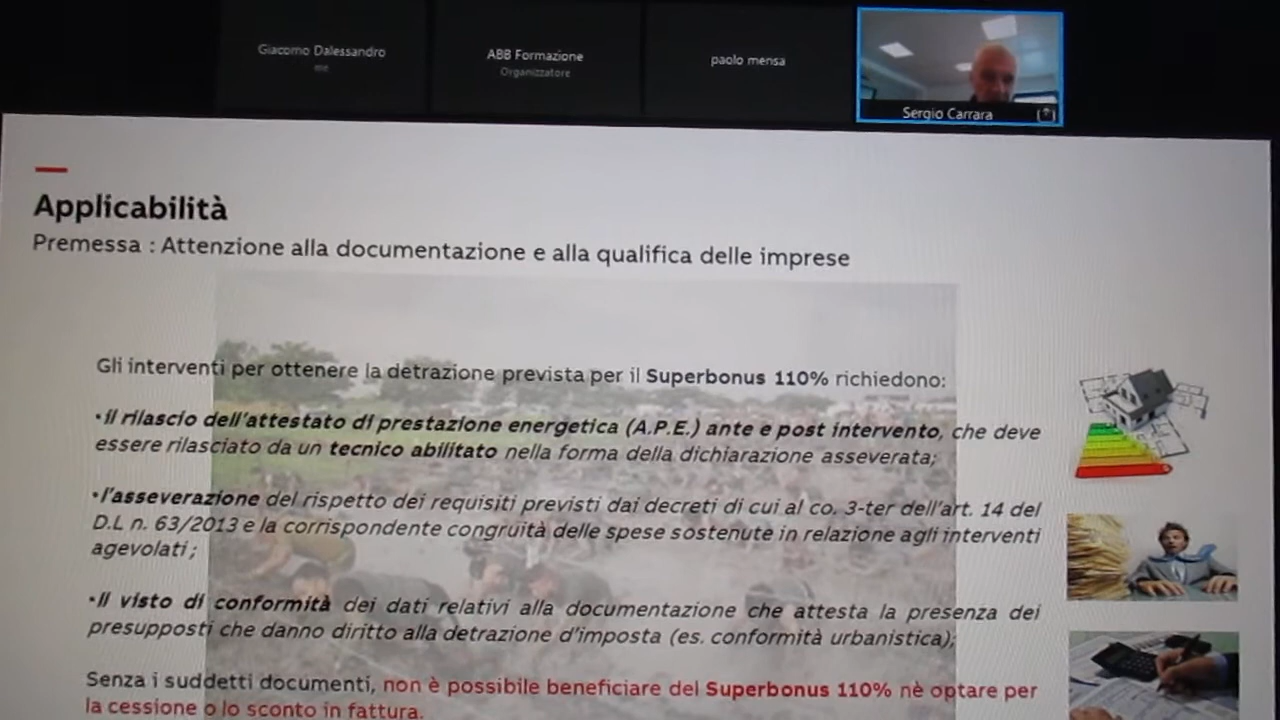 Giacomo Dalessandro
me
ABB Formazione
Organizzatore
paolo mensa
Sergio Carrara
Applicabilità
Premessa : Attenzione alla documentazione e alla qualifica delle imprese
Gli interventi per ottenere la detrazione prevista per il Superbonus 110% richiedono:
•il rilascio dell'attestato di prestazione energetica (A.P.E.) ante e post intervento, che deve
essere rilasciato da un tecnico abilitato nella forma della dichiarazione asseverata;
•l'asseverazione del rispetto dei requisiti previsti dai decreti di cui al co. 3-ter dell'art. 14 del
D.L n. 63/2013 e la corrispondente congruità delle spese sostenute in relazione agli interventi
agevolati ;
•Il visto di conformità dei dati relativi alla documentazione che attesta la presenza dei
presupposti che danno diritto alla detrazione d'imposta (es. conformità urbanistica);
Senza i suddetti documenti, non è possibile beneficiare del Superbonus 110% nè optare per
la cessione o lo sconto in fattura.